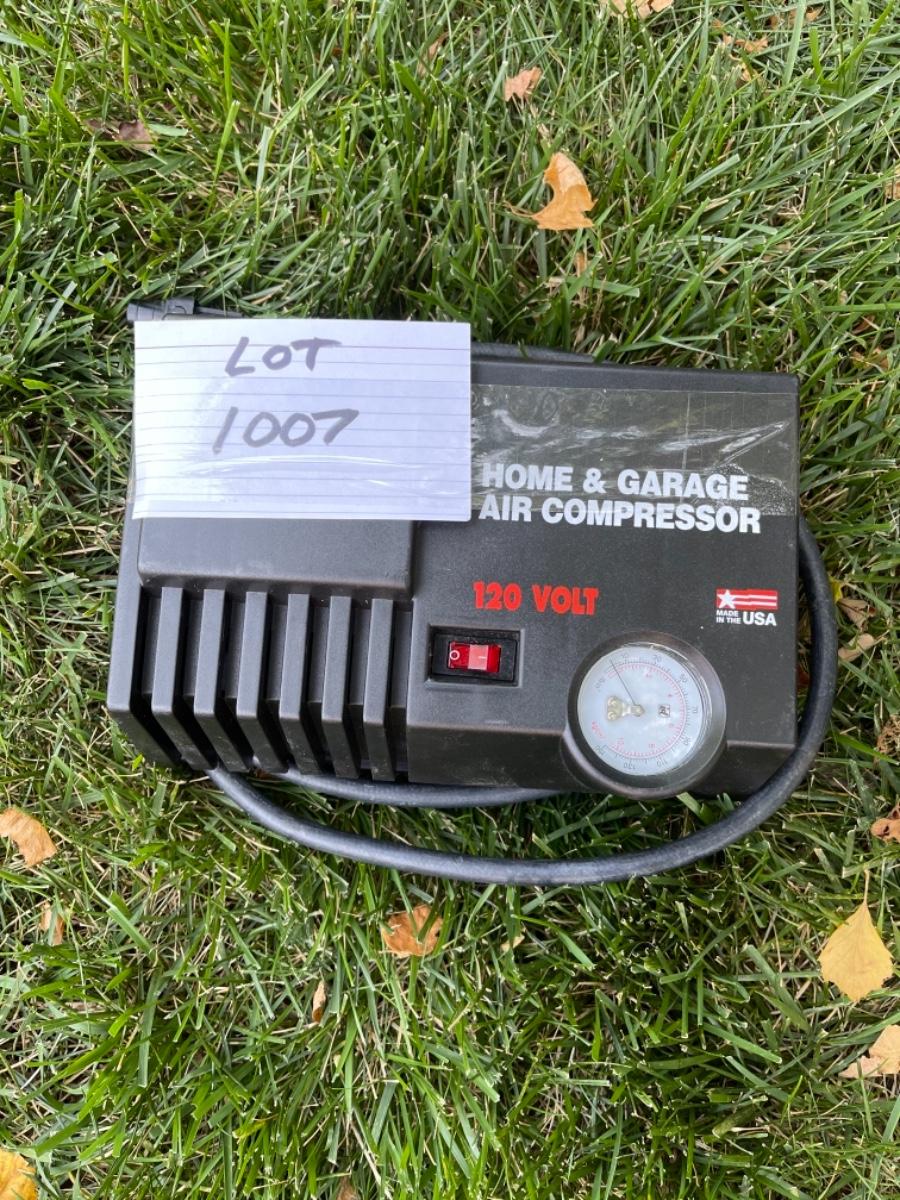 LOT
1007
HOME & GARAGE
AIR COMPRESSOR
120 VOLT
MADE
IN THE USA